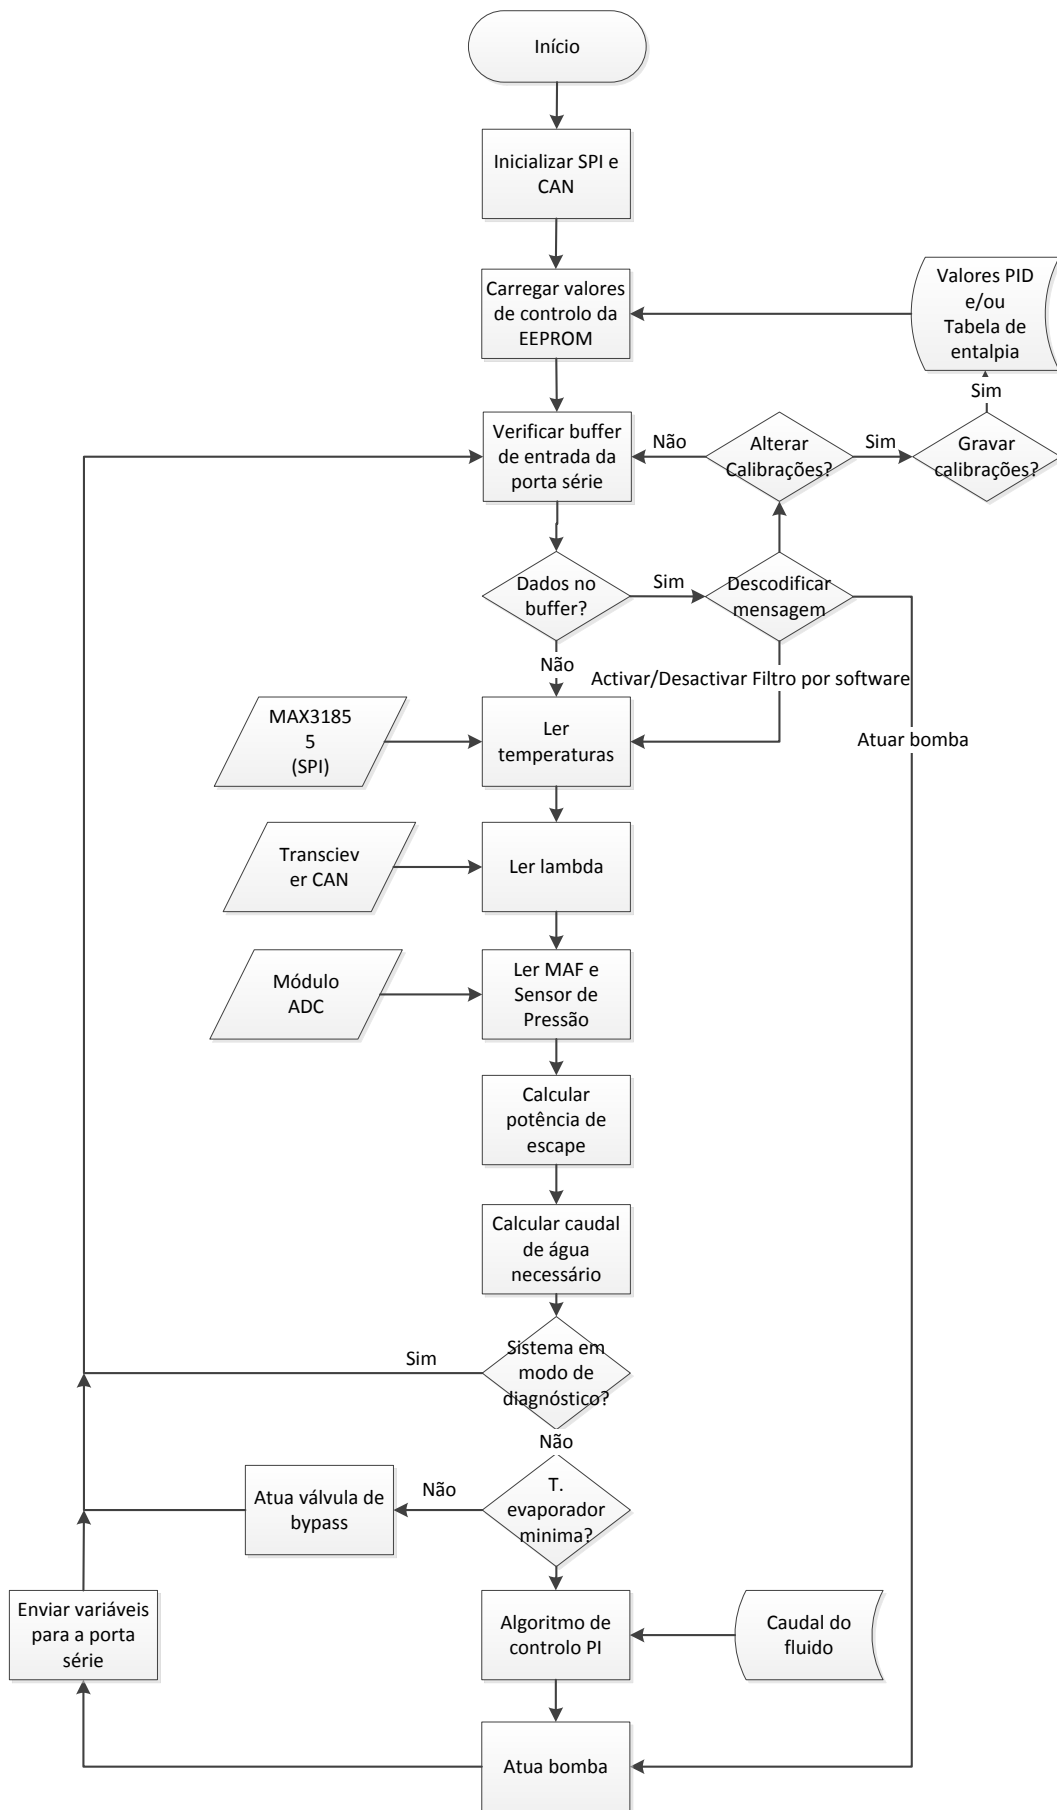 Início
Inicializar SPI e
CAN
Carregar valores
de controlo da
EEPROM
Valores PID
e/ou
Tabela de
entalpia
Sim
Verificar buffer
de entrada da
porta série
Não
Alterar
Calibrações?
Sim
Gravar
calibrações?
Dados no
buffer?
Sim
Descodificar
mensagem
Não
Activar/Desactivar Filtro por software
Atuar bomba
MAX3185
5
(SPI)
Ler
temperaturas
Transciev
er CAN
Ler lambda
Módulo
ADC
Ler MAF e
Sensor de
Pressão
Calcular
potência de
escape
Calcular caudal
de água
necessário
Sim
Sistema em
modo de
diagnóstico?
Não
Atua válvula de
bypass
Não
T.
evaporador
minima?
Enviar variáveis
para a porta
série
Algoritmo de
controlo PI
Caudal do
fluido
Atua bomba